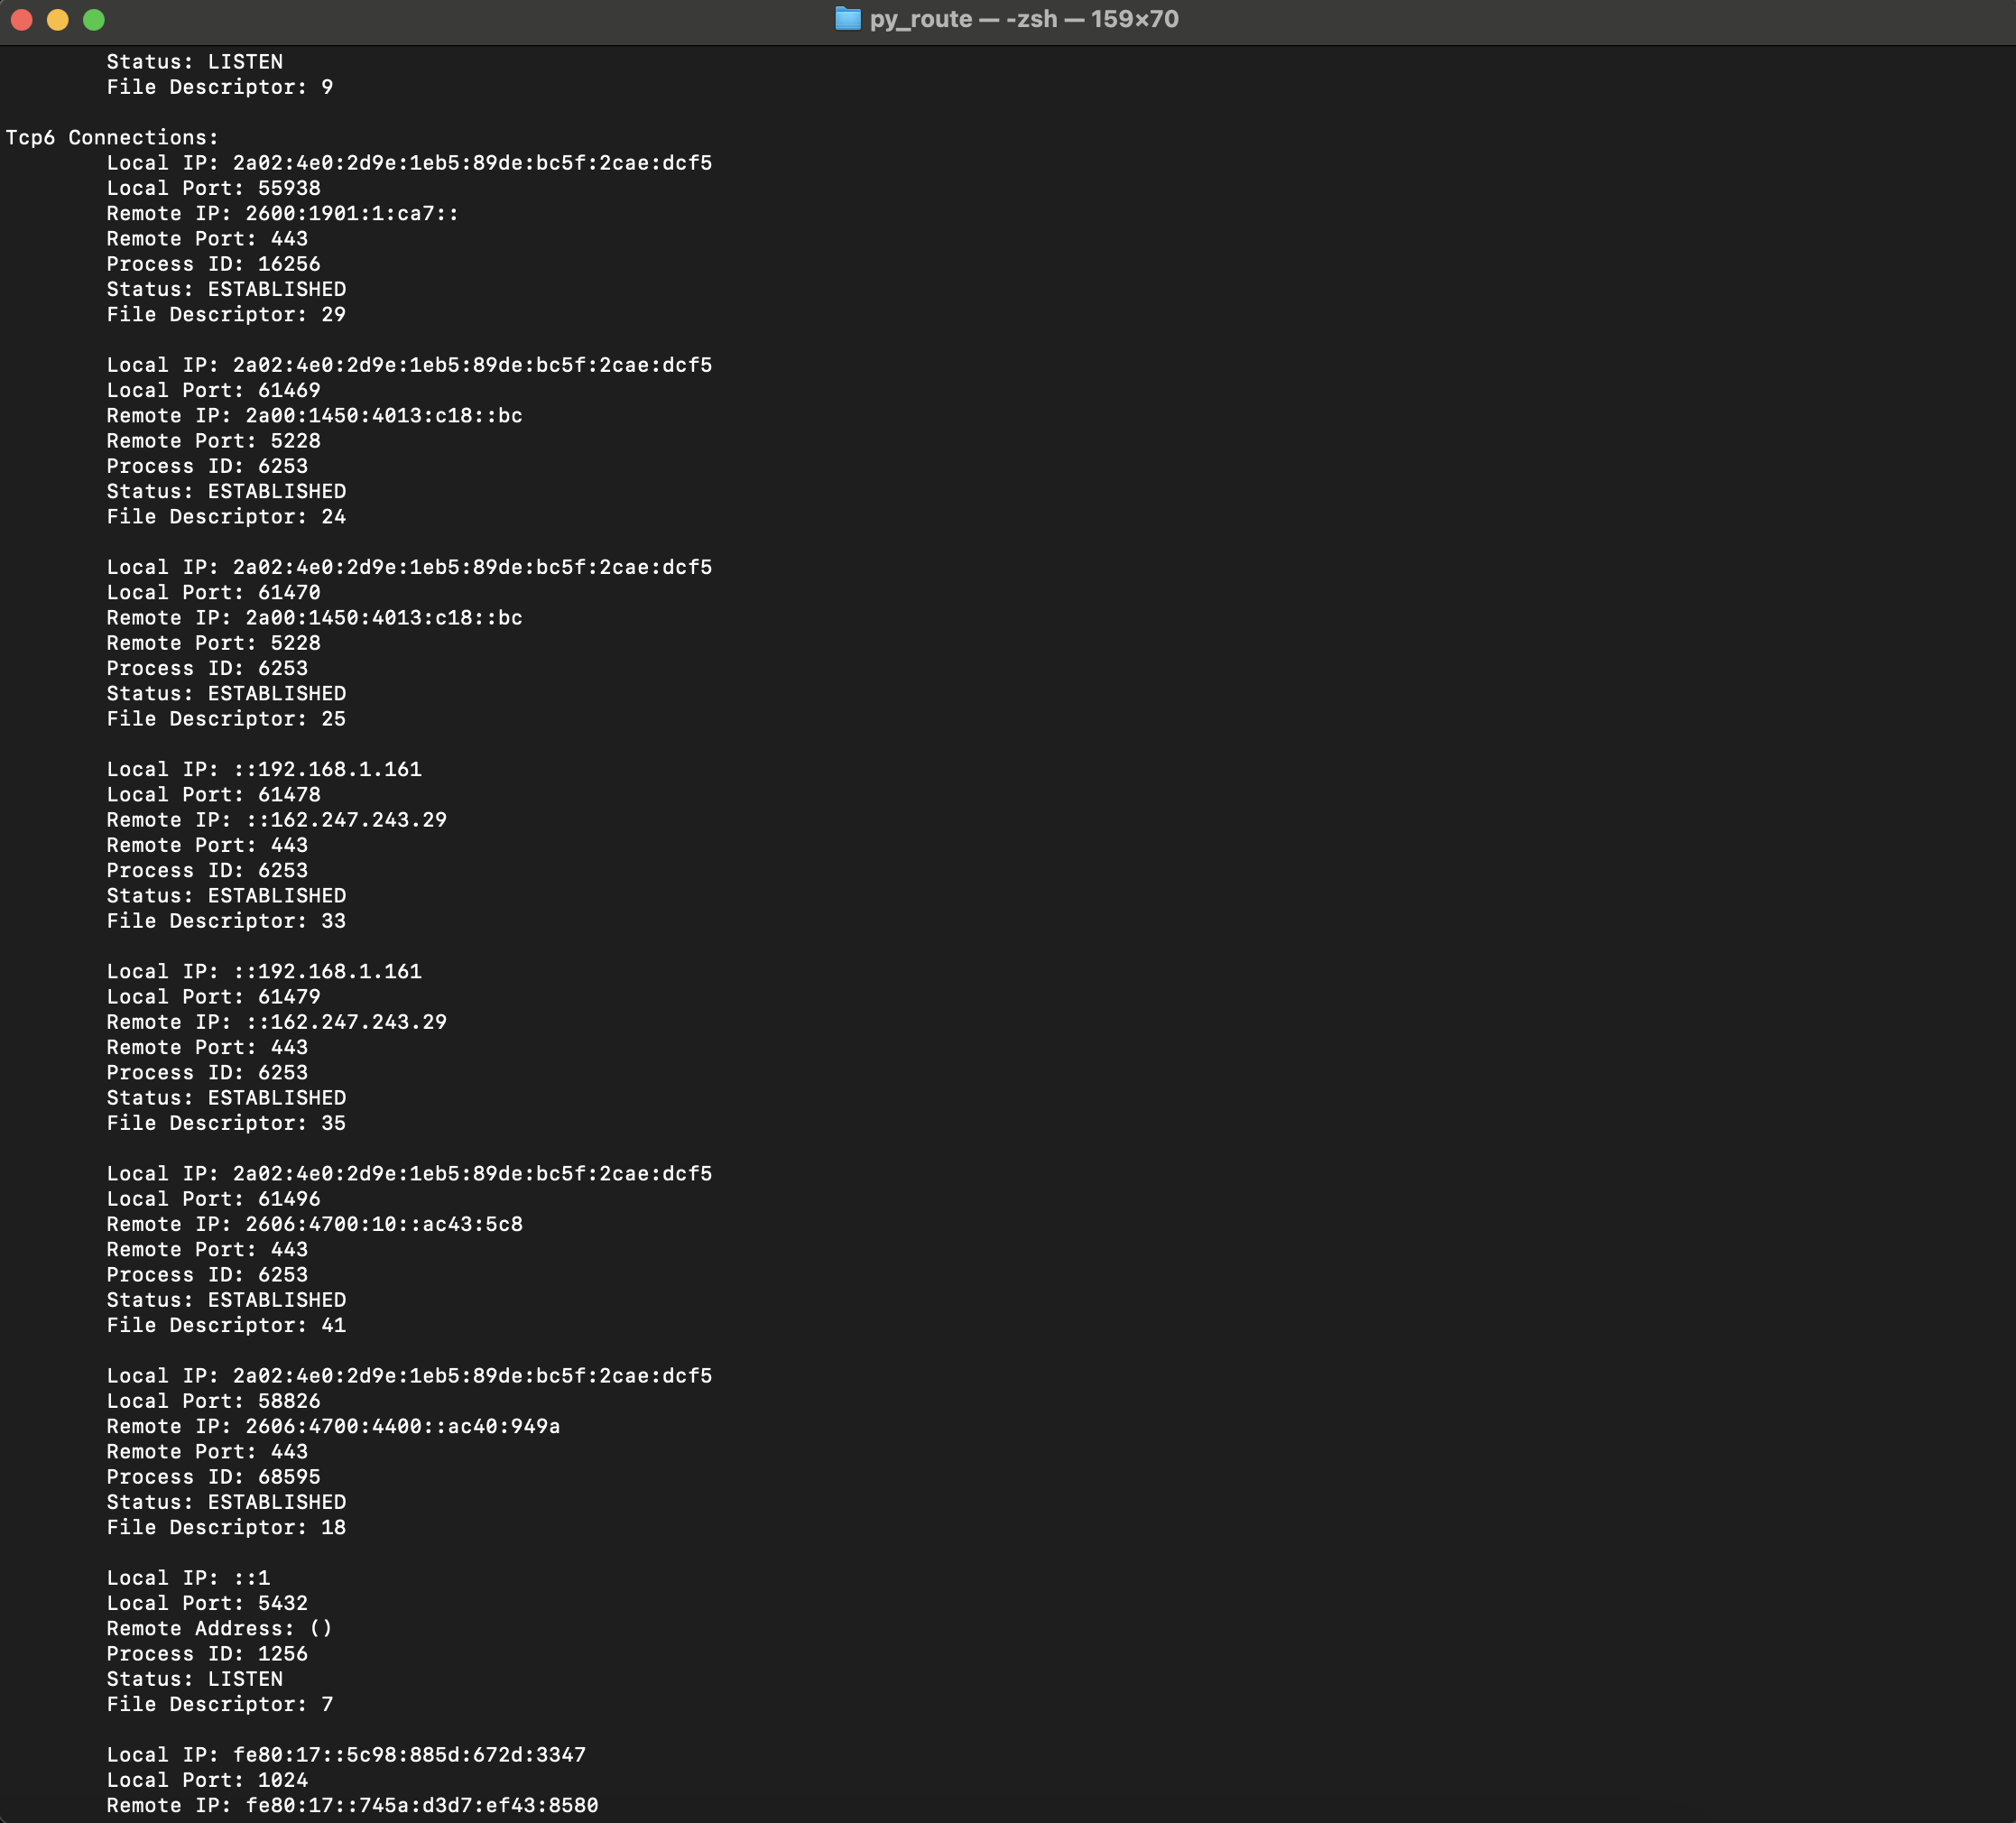 py_route — -zsh — 159×70
Status: LISTEN
File Descriptor: 9
Tcp6 Connections:
Local IP: 2a02:4e0:2d9e:1eb5:89de:bc5f:2cae:dcf5
Local Port: 55938
Remote IP: 2600:1901:1:ca7::
Remote Port: 443
Process ID: 16256
Status: ESTABLISHED
File Descriptor: 29
Local IP: 2a02:4e0:2d9e:1eb5:89de:bc5f:2cae:dcf5
Local Port: 61469
Remote IP: 2a00:1450:4013:c18::bc
Remote Port: 5228
Process ID: 6253
Status: ESTABLISHED
File Descriptor: 24
Local IP: 2a02:4e0:2d9e:1eb5:89de:bc5f:2cae:dcf5
Local Port: 61470
Remote IP: 2a00:1450:4013:c18::bc
Remote Port: 5228
Process ID: 6253
Status: ESTABLISHED
File Descriptor: 25
Local IP: ::192.168.1.161
Local Port: 61478
Remote IP: ::162.247.243.29
Remote Port: 443
Process ID: 6253
Status: ESTABLISHED
File Descriptor: 33
Local IP: ::192.168.1.161
Local Port: 61479
Remote IP: ::162.247.243.29
Remote Port: 443
Process ID: 6253
Status: ESTABLISHED
File Descriptor: 35
Local IP: 2a02:4e0:2d9e:1eb5:89de:bc5f:2cae:dcf5
Local Port: 61496
Remote IP: 2606:4700:10::ac43:5c8
Remote Port: 443
Process ID: 6253
Status: ESTABLISHED
File Descriptor: 41
Local IP: 2a02:4e0:2d9e:1eb5:89de:bc5f:2cae:dcf5
Local Port: 58826
Remote IP: 2606:4700:4400::ac40:949a
Remote Port: 443
Process ID: 68595
Status: ESTABLISHED
File Descriptor: 18
Local IP: ::1
Local Port: 5432
Remote Address: ()
Process ID: 1256
Status: LISTEN
File Descriptor: 7
Local IP: fe80:17::5c98:885d:672d:3347
Local Port: 1024
Remote IP: fe80:17::745a:d3d7:ef43:8580